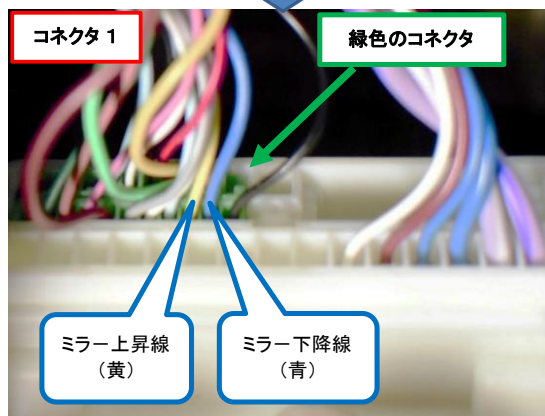 コネクタ 1
緑色のコネクタ
ミラー上昇線
(黄)
ミラー下降線
(青)